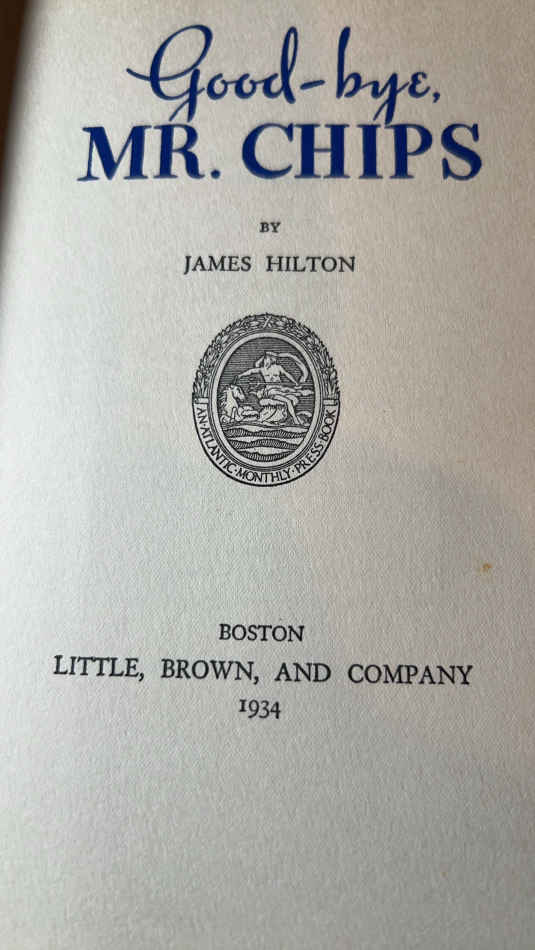 Good-bye,
MR. CHIPS
BY
JAMES HILTON
AN·ATLANTIC·MONTHLY·PRESS·BOOK
BOSTON
LITTLE, BROWN, AND COMPANY
1934